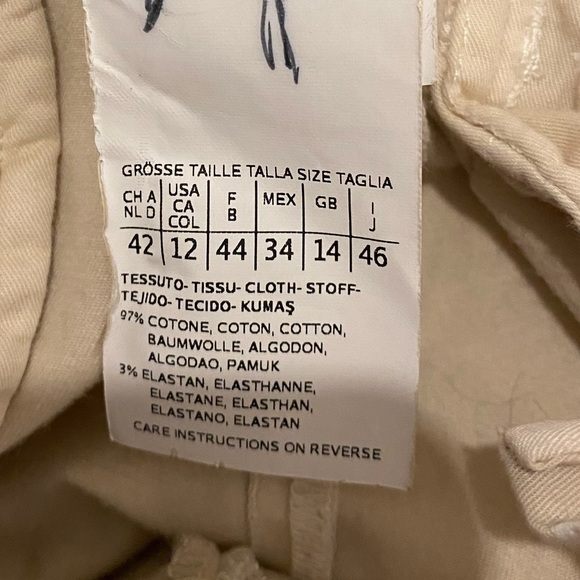 GRÖSSE TAILLE TALLA SIZE TAGLIA
CH A NL D | USA CA COL | F B | MEX | GB | I J
42 | 12 | 44 | 34 | 14 | 46
TESSUTO-TISSU-CLOTH-STOFF-
TEJIDO-TECIDO-KUMAŞ
97% COTONE, COTON, COTTON,
BAUMWOLLE, ALGODON,
ALGODAO, PAMUK
3% ELASTAN, ELASTHANNE,
ELASTANE, ELASTHAN,
ELASTANO, ELASTAN
CARE INSTRUCTIONS ON REVERSE